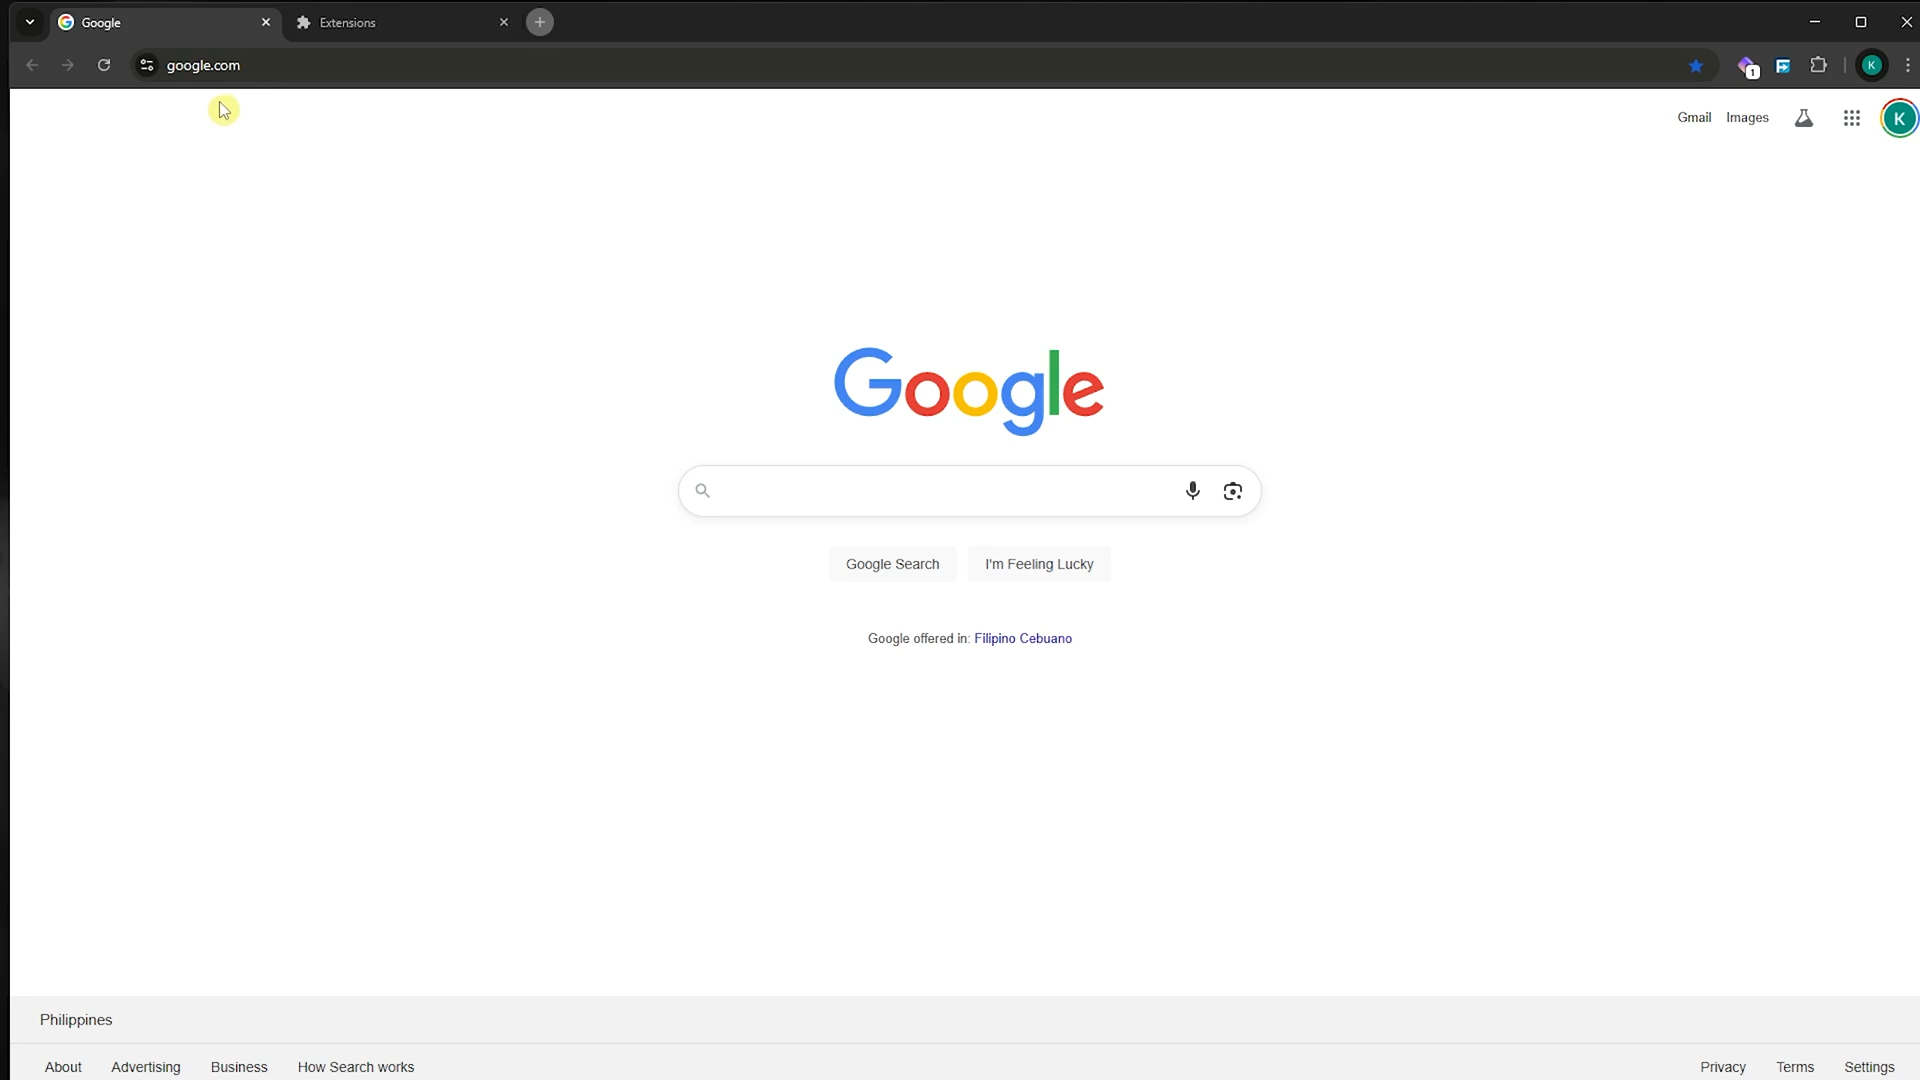 Google
Extensions
google.com
1
K
Gmail Images
K
Google
Google Search
I'm Feeling Lucky
Google offered in: Filipino Cebuano
Philippines
About Advertising Business How Search works
Privacy Terms Settings